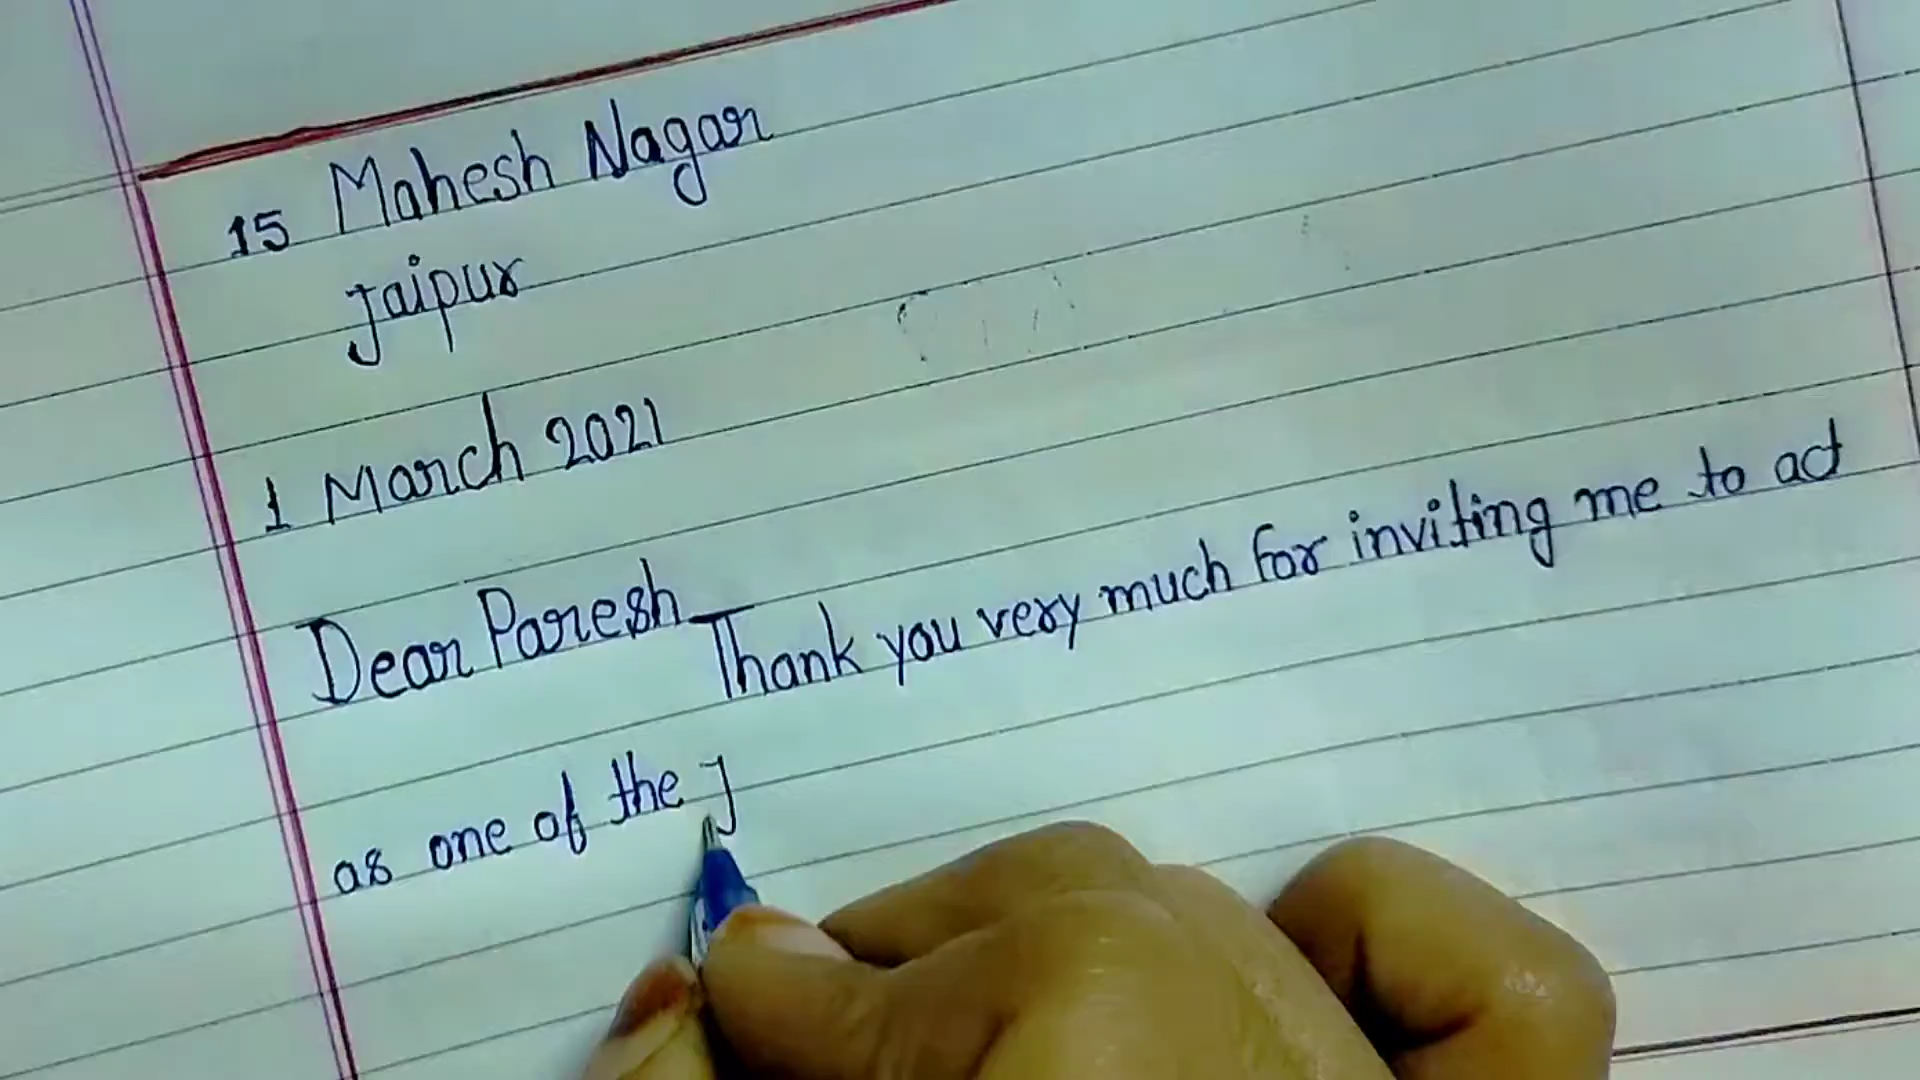 15 Mahesh Nagar
Jaipur
1 March 2021
Dear Paresh
Thank you very much for inviting me to act
as one of the J